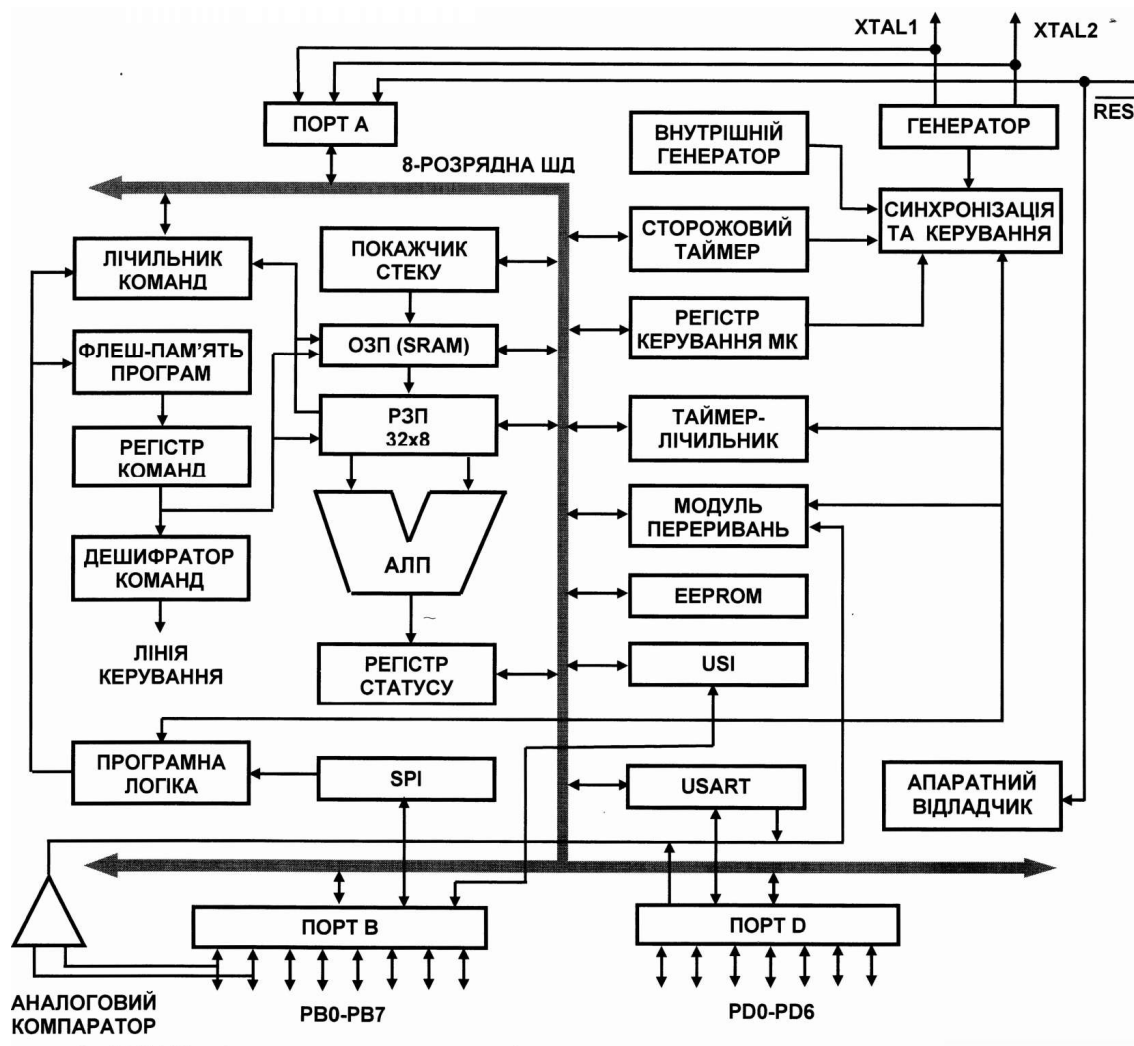 XTAL1
XTAL2
RES
ПОРТ А
ВНУТРІШНІЙ
ГЕНЕРАТОР
ГЕНЕРАТОР
8-РОЗРЯДНА ШД
СИНХРОНІЗАЦІЯ
ТА КЕРУВАННЯ
ЛІЧИЛЬНИК
КОМАНД
ПОКАЖЧИК
СТЕКУ
СТОРОЖОВИЙ
ТАЙМЕР
ФЛЕШ-ПАМ'ЯТЬ
ПРОГРАМ
ОЗП (SRAM)
РЕГІСТР
КЕРУВАННЯ МК
РЕГІСТР
КОМАНД
РЗП
32x8
ТАЙМЕР-
ЛІЧИЛЬНИК
ДЕШИФРАТОР
КОМАНД
АЛП
МОДУЛЬ
ПЕРЕРИВАНЬ
EEPROM
ЛІНІЯ
КЕРУВАННЯ
РЕГІСТР
СТАТУСУ
USI
ПРОГРАМНА
ЛОГІКА
SPI
USART
АПАРАТНИЙ
ВІДЛАДЧИК
ПОРТ В
ПОРТ D
АНАЛОГОВИЙ
КОМПАРАТОР
PB0-PB7
PD0-PD6